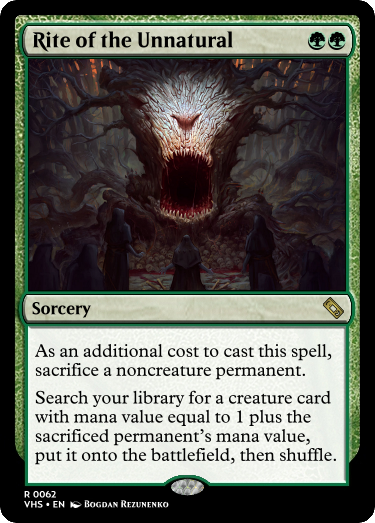 Rite of the Unnatural
Sorcery
As an additional cost to cast this spell,
sacrifice a noncreature permanent.
Search your library for a creature card
with mana value equal to 1 plus the
sacrificed permanent's mana value,
put it onto the battlefield, then shuffle.
R 0062
VHS • EN Bogdan Rezunenko